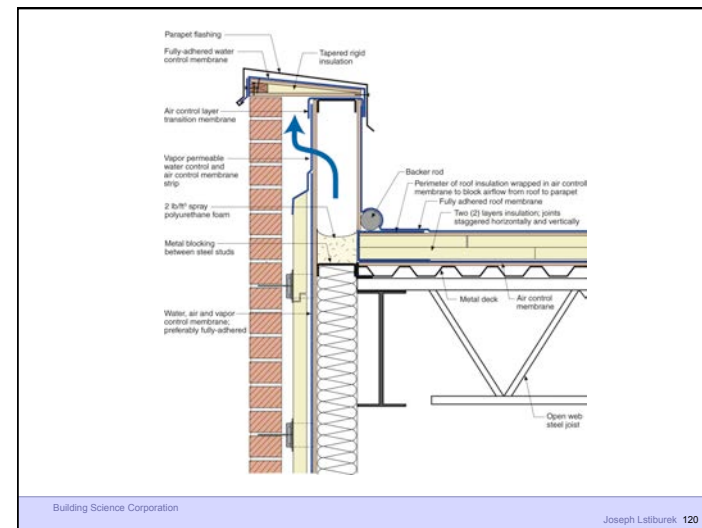 Parapet flashing
Fully-adhered water
control membrane
Tapered rigid
insulation
Air control layer
transition membrane
Vapor permeable
water control and
air control membrane
strip
2 lb/ft³ spray
polyurethane foam
Metal blocking
between steel studs
Water, air and vapor
control membrane;
preferably fully-adhered
Backer rod
Perimeter of roof insulation wrapped in air control
membrane to block airflow from roof to parapet
Fully adhered roof membrane
Two (2) layers insulation; joints
staggered horizontally and vertically
Metal deck
Air control
membrane
Open web
steel joist
Building Science Corporation
Joseph Lstiburek 120